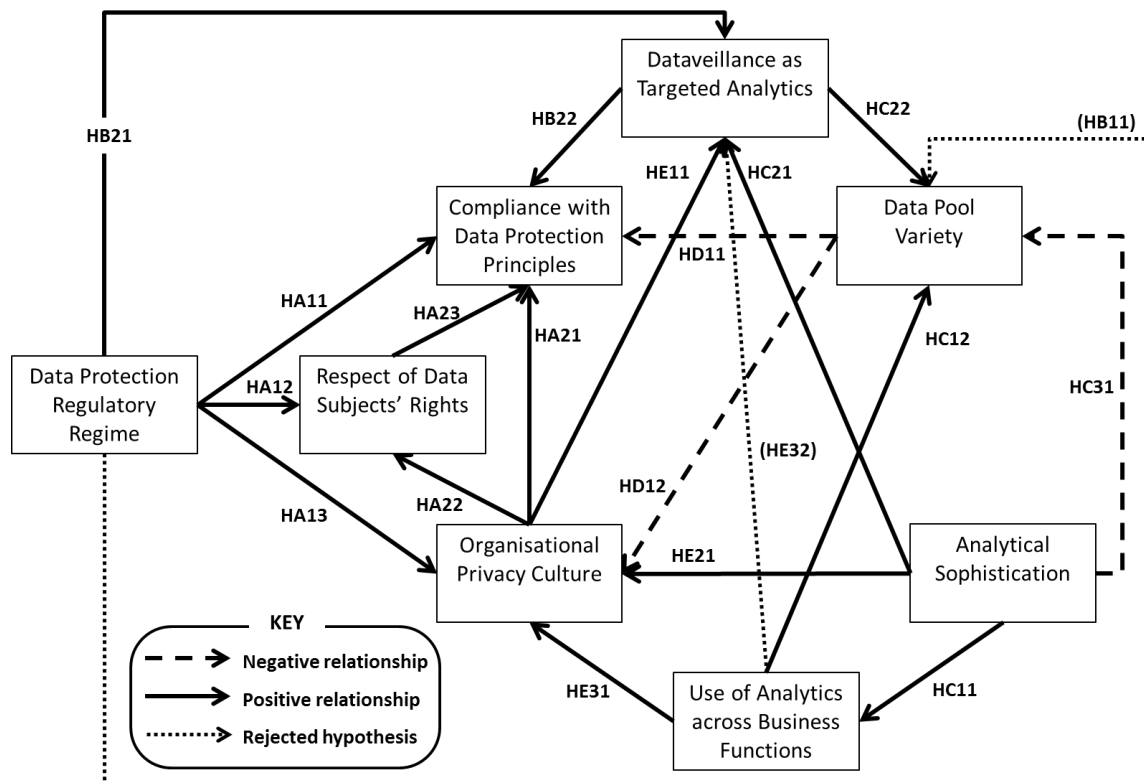 Dataveillance as
Targeted Analytics
HB21
HB22
HC22
(HB11)
HE11
HC21
Compliance with
Data Protection
Principles
Data Pool
Variety
HD11
HA11
HA23
HA21
HC12
Data Protection
Regulatory
Regime
HA12
Respect of Data
Subjects' Rights
HC31
(HE32)
HA13
HA22
HD12
Organisational
Privacy Culture
HE21
Analytical
Sophistication
KEY
Negative relationship
Positive relationship
Rejected hypothesis
HE31
Use of Analytics
across Business
Functions
HC11